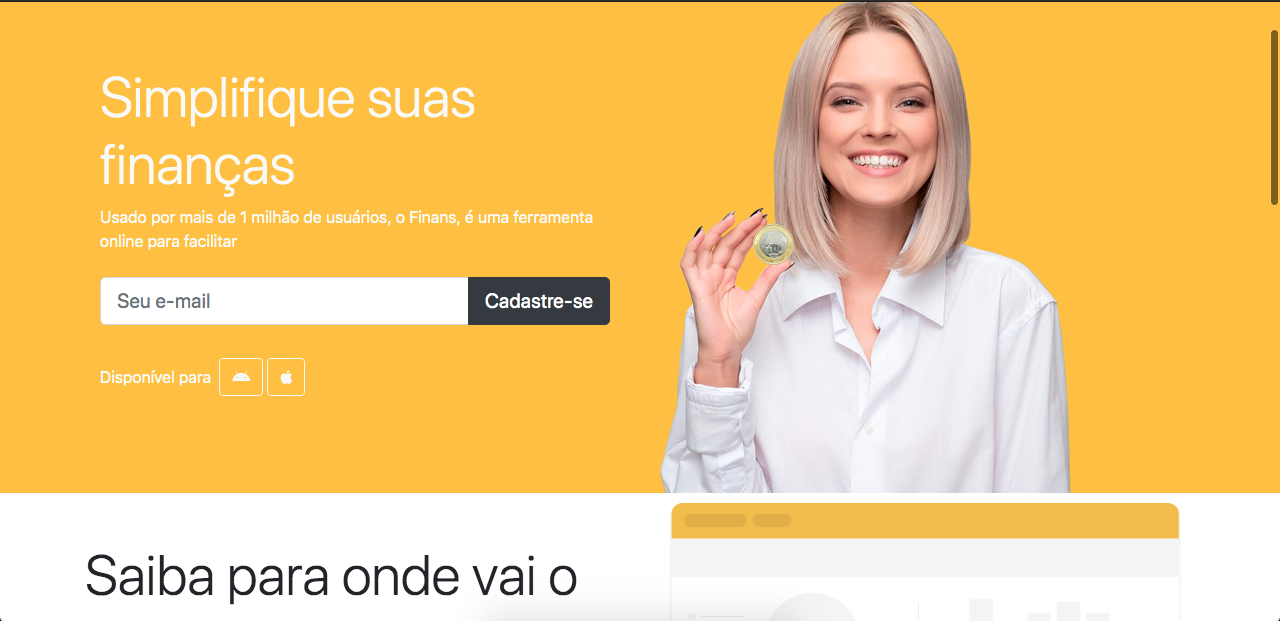 Simplifique suas
finanças
Usado por mais de 1 milhão de usuários, o Finans, é uma ferramenta
online para facilitar
Seu e-mail
Cadastre-se
Disponível para
Saiba para onde vai o